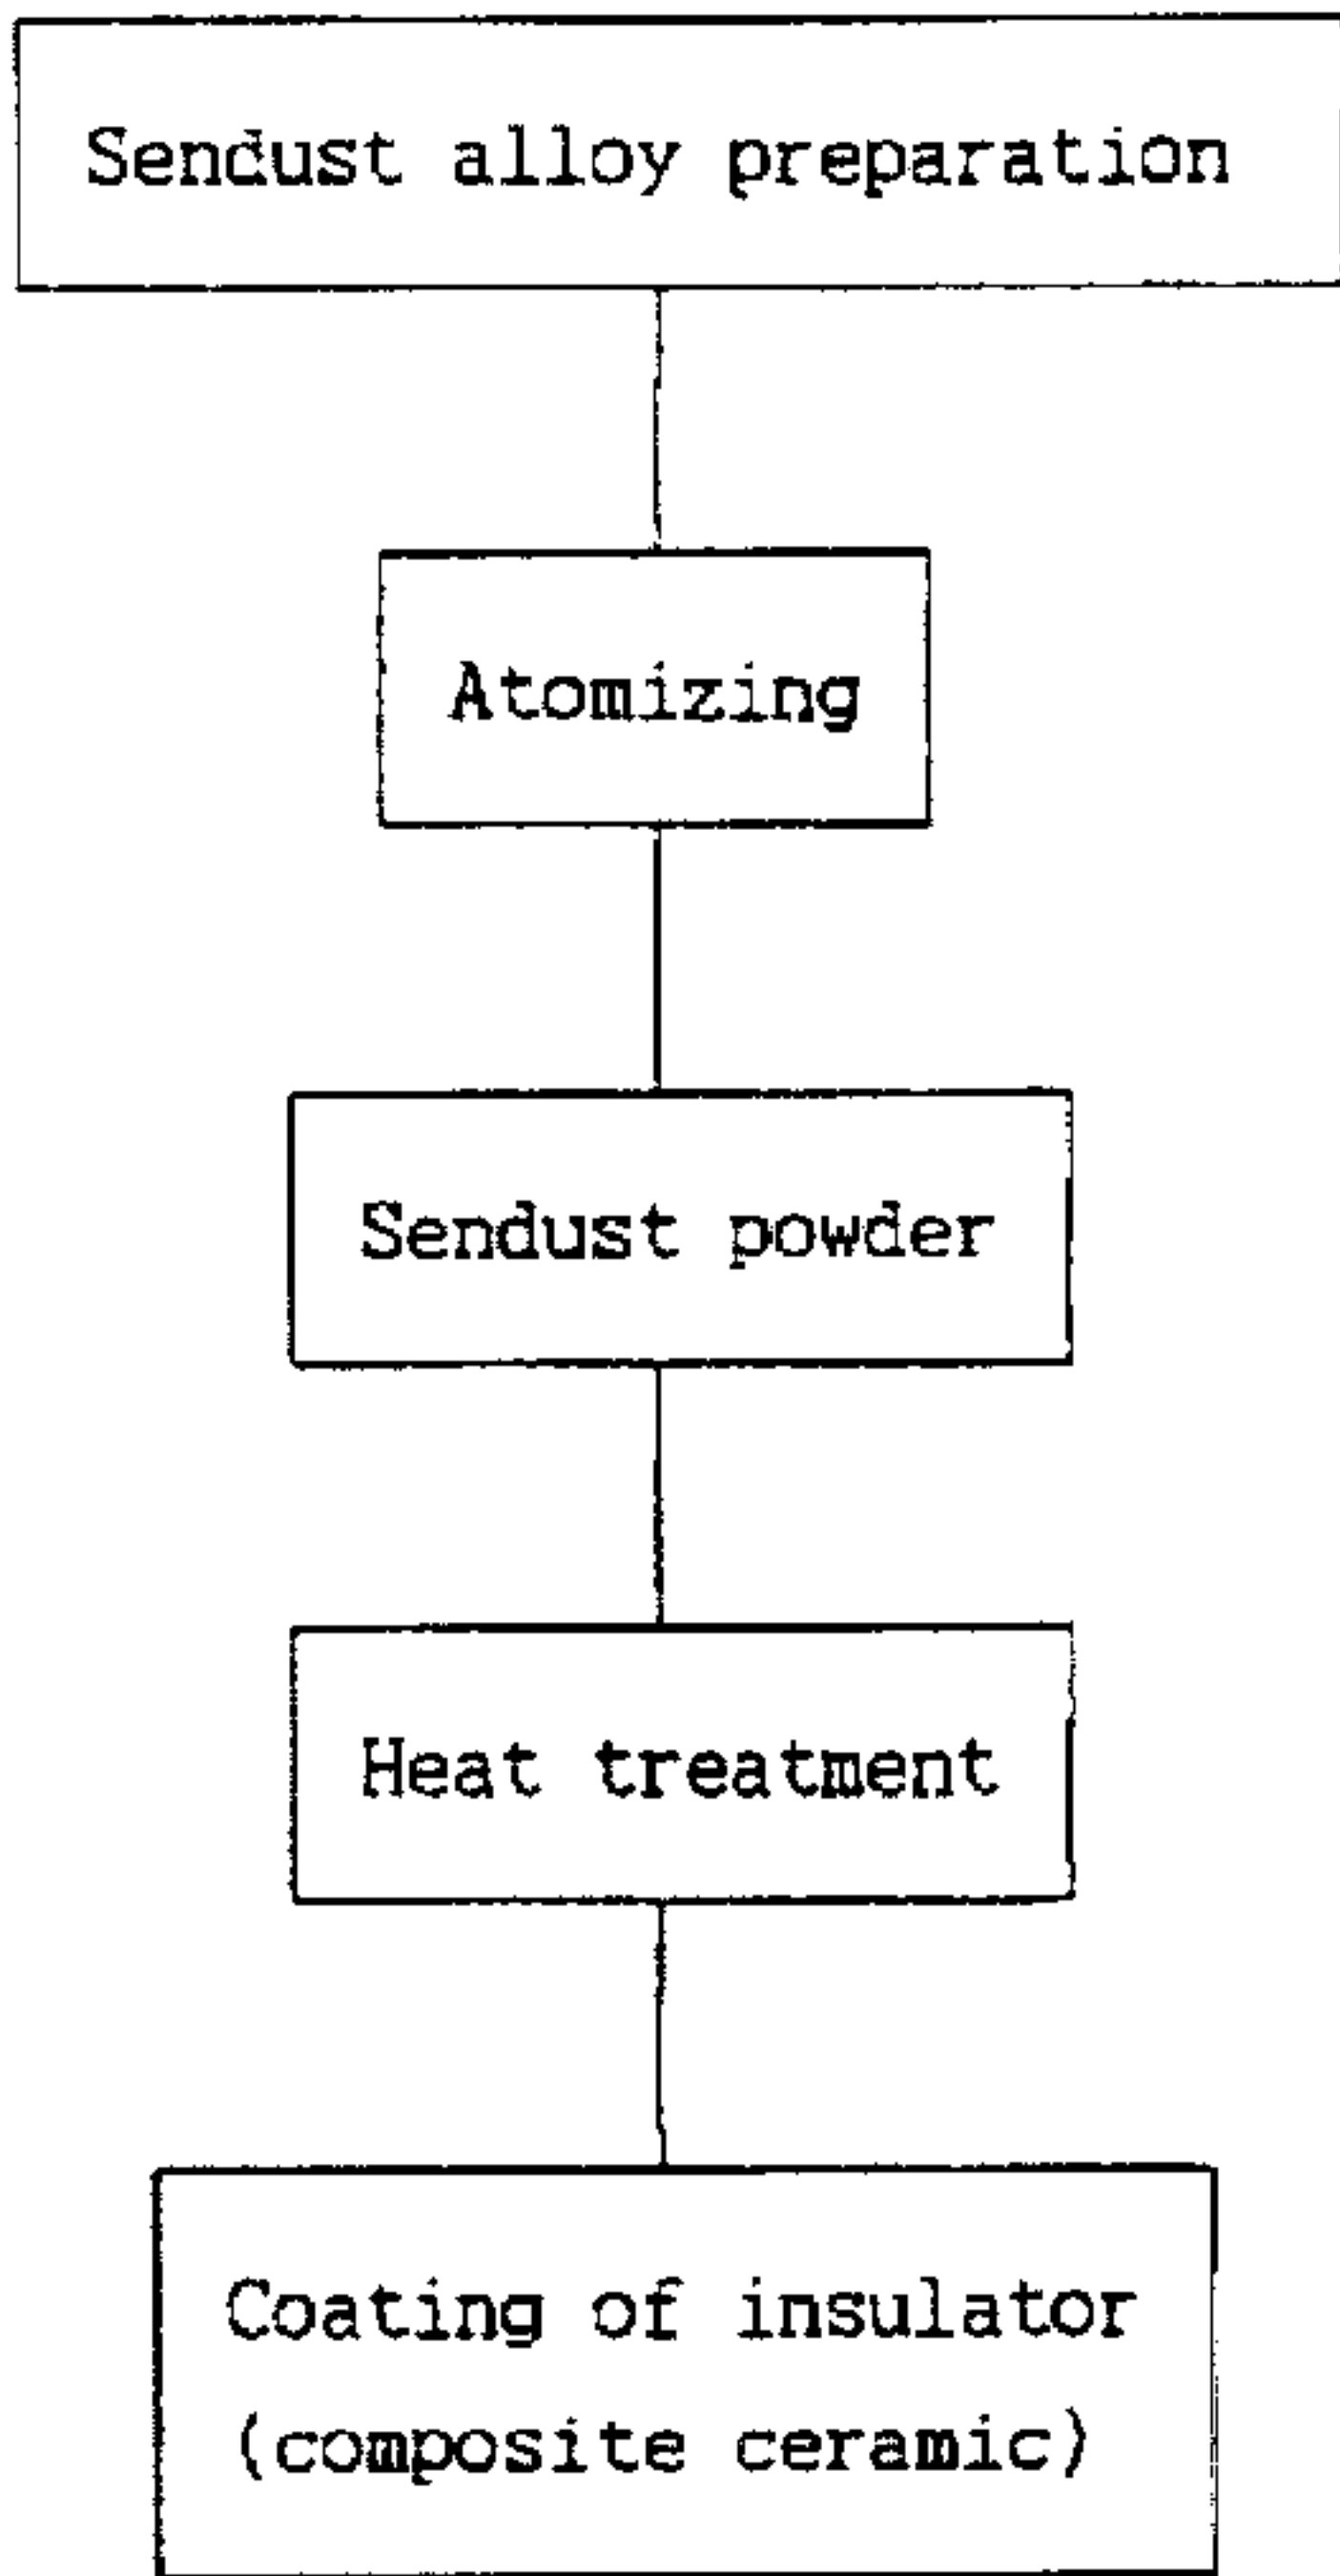 Sendust alloy preparation
Atomizing
Sendust powder
Heat treatment
Coating of insulator
(composite ceramic)